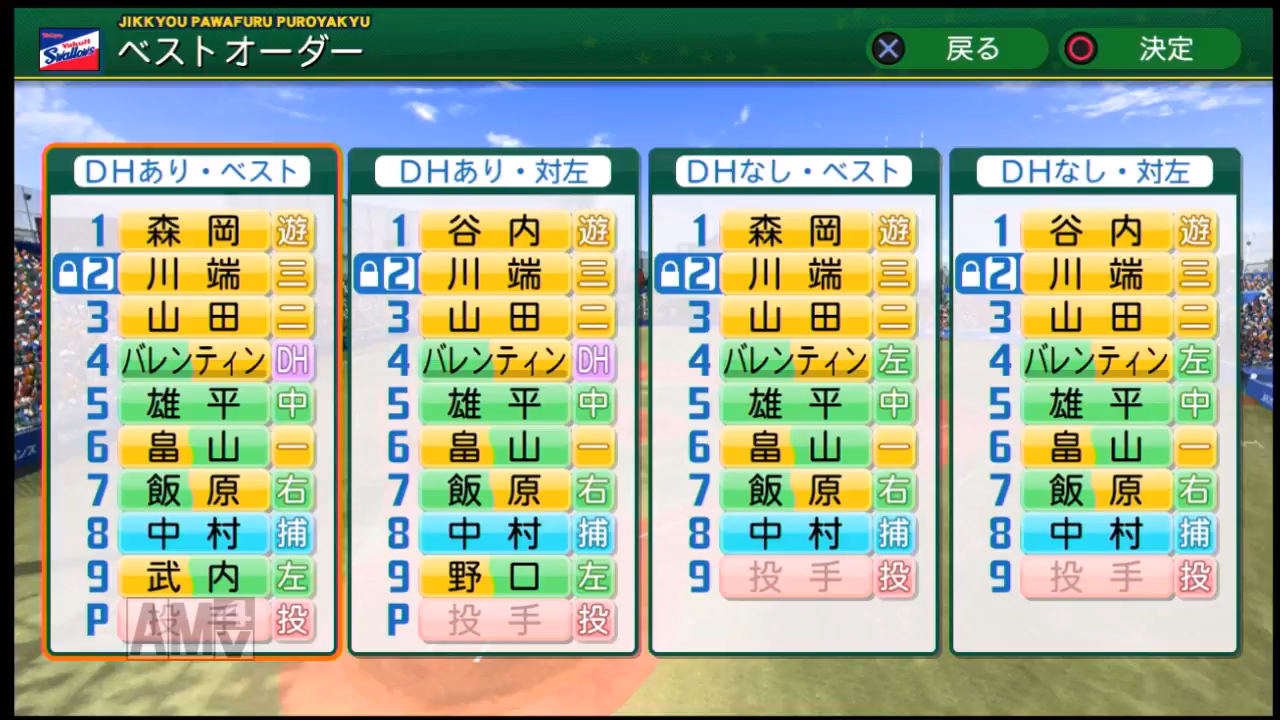 JIKKYOU PAWAFURU PUROYAKYU
Yakult
Swallows
ベストオーダー
戻る
決定
DHあり・ベスト
1 森岡 遊
2 川端 三
3 山田 二
4 バレンティン DH
5 雄平 中
6 畠山 一
7 飯原 右
8 中村 捕
9 武内 左
P 投手 投
DHあり・対左
1 谷内 遊
2 川端 三
3 山田 二
4 バレンティン DH
5 雄平 中
6 畠山 一
7 飯原 右
8 中村 捕
9 野口 左
P 投手 投
DHなし・ベスト
1 森岡 遊
2 川端 三
3 山田 二
4 バレンティン 左
5 雄平 中
6 畠山 一
7 飯原 右
8 中村 捕
9 投手 投
DHなし・対左
1 谷内 遊
2 川端 三
3 山田 二
4 バレンティン 左
5 雄平 中
6 畠山 一
7 飯原 右
8 中村 捕
9 投手 投
AMV